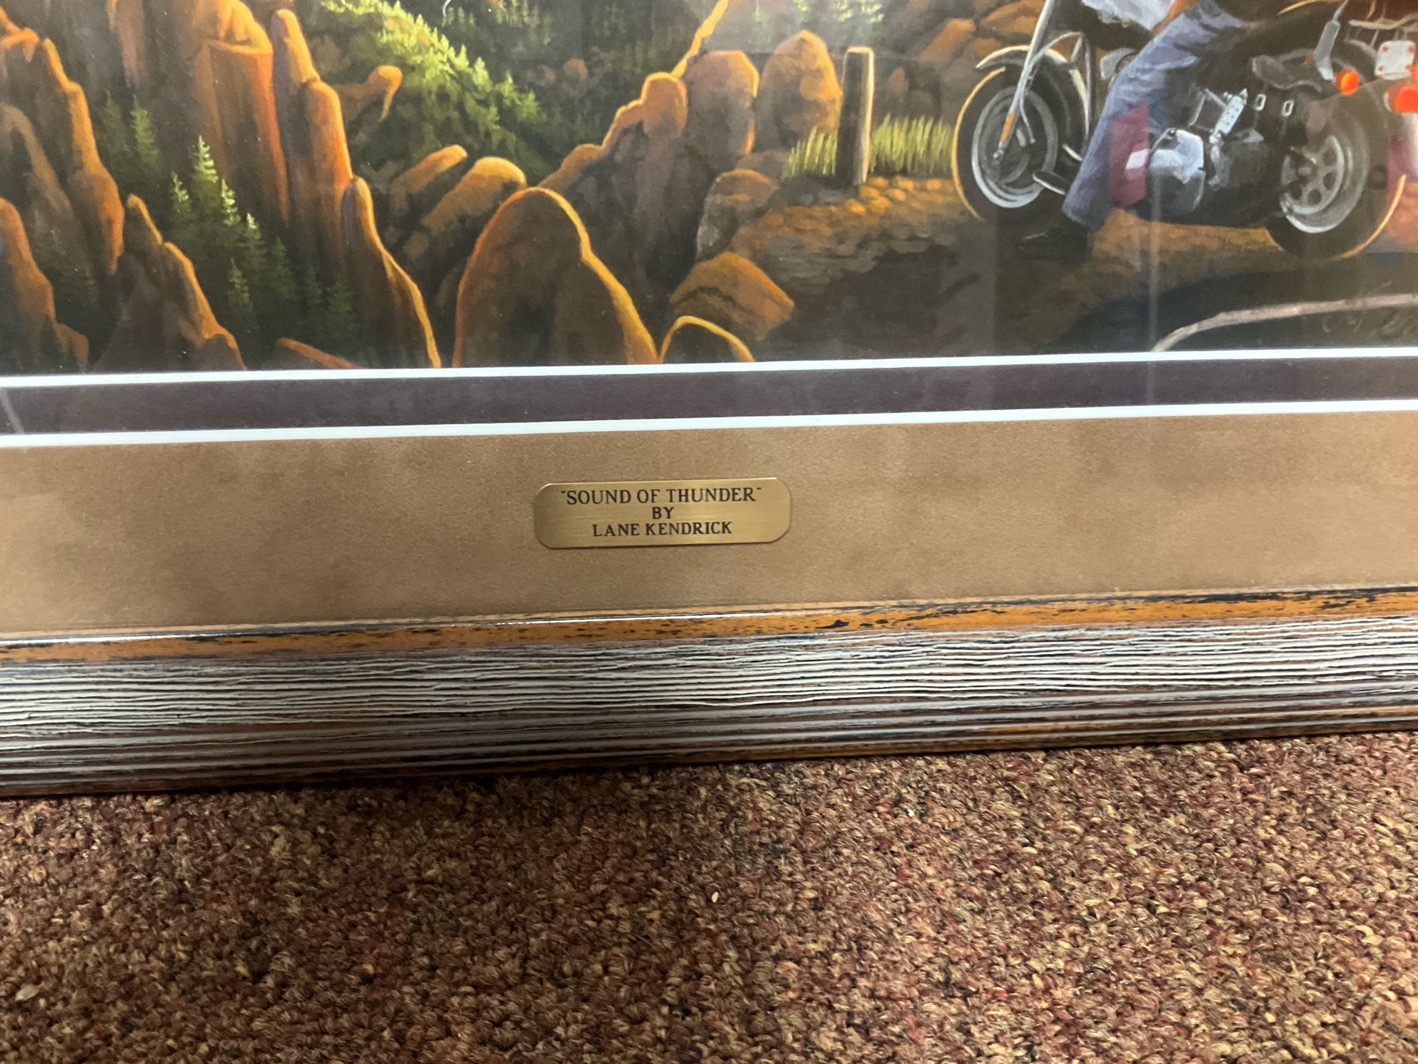 "SOUND OF THUNDER"
BY
LANE KENDRICK